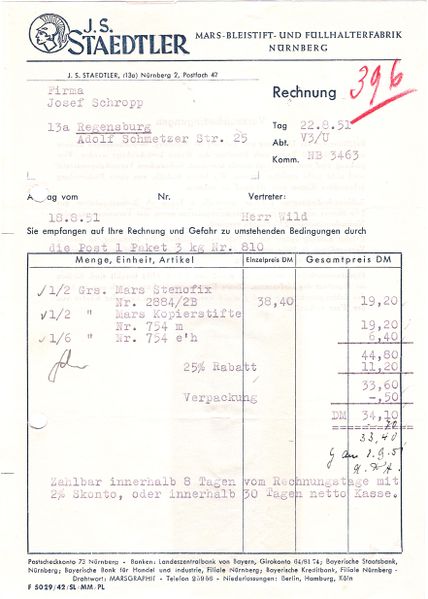 J.S. STAEDTLER
MARS-BLEISTIFT- UND FÜLLHALTERFABRIK
NÜRNBERG
J. S. STAEDTLER, (13a) Nürnberg 2, Postfach 42
Firma
Josef Schropp
13a Regensburg
Adolf Schmetzer Str. 25
Rechnung 396
Tag 22.8.51
Abt. V3/U
Komm. NB 3463
Auftrag vom Nr. Vertreter:
18.8.51 Herr Wild
Sie empfangen auf Ihre Rechnung und Gefahr zu umstehenden Bedingungen durch
die Post 1 Paket 3 kg Nr. 810
Menge, Einheit, Artikel Einzelpreis DM Gesamtpreis DM
1/2 Grs. Mars Stenofix
Nr. 2884/2B 38,40 19,20
1/2 " Mars Kopierstifte
Nr. 754 m 19,20
1/6 " Nr. 754 e'h 6,40
44,80
25% Rabatt 11,20
33,60
Verpackung -,50
DM 34,10
-,70
33,40
Zahlbar innerhalb 8 Tagen vom Rechnungstage mit
2% Skonto, oder innerhalb 30 Tagen netto Kasse.
Postscheckkonto 73 Nürnberg - Banken: Landeszentralbank von Bayern, Girokonto 64/8174; Bayerische Staatsbank,
Nürnberg; Bayerische Bank für Handel und Industrie, Filiale Nürnberg; Bayerische Kreditbank, Filiale Nürnberg -
Drahtwort: MARSGRAPHIT - Telefon - Niederlassungen: Berlin, Hamburg, Köln
F 5029/42/SL-MM. PL